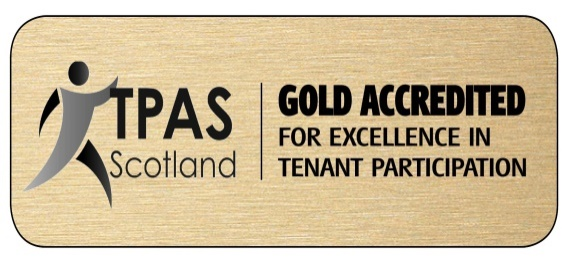 TPAS
Scotland
GOLD ACCREDITED
FOR EXCELLENCE IN
TENANT PARTICIPATION